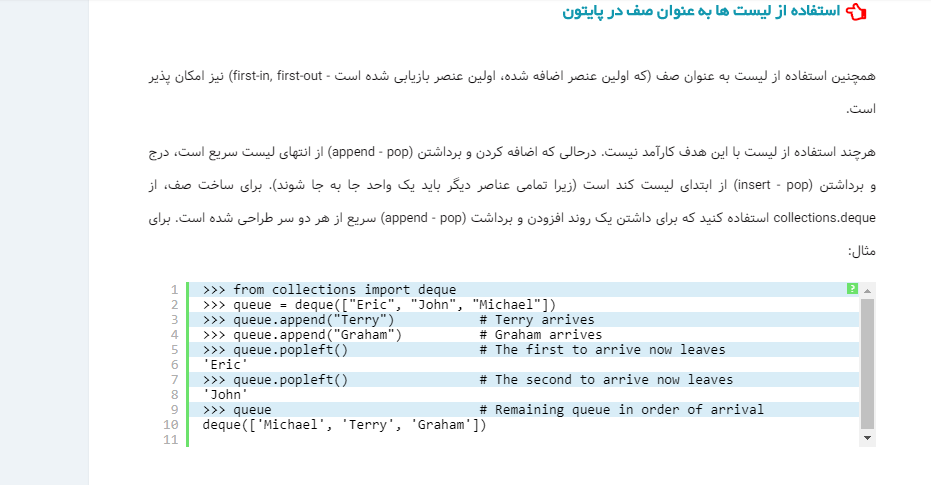 استفاده از لیست ها به عنوان صف در پایتون
همچنین استفاده از لیست به عنوان صف (که اولین عنصر اضافه شده، اولین عنصر بازیابی شده است - first-in, first-out) نیز امکان پذیر
است.
هرچند استفاده از لیست با این هدف کارآمد نیست. درحالی که اضافه کردن و برداشتن (append - pop) از انتهای لیست سریع است، درج
و برداشتن (insert - pop) از ابتدای لیست کند است (زیرا تمامی عناصر دیگر باید یک واحد جا به جا شوند). برای ساخت صف، از
collections.deque استفاده کنید که برای داشتن یک روند افزودن و برداشت (append - pop) سریع از هر دو سر طراحی شده است. برای
مثال:
?
1 >>> from collections import deque
2 >>> queue = deque(["Eric", "John", "Michael"])
3 >>> queue.append("Terry") # Terry arrives
4 >>> queue.append("Graham") # Graham arrives
5 >>> queue.popleft() # The first to arrive now leaves
6 'Eric'
7 >>> queue.popleft() # The second to arrive now leaves
8 'John'
9 >>> queue # Remaining queue in order of arrival
10 deque(['Michael', 'Terry', 'Graham'])
11